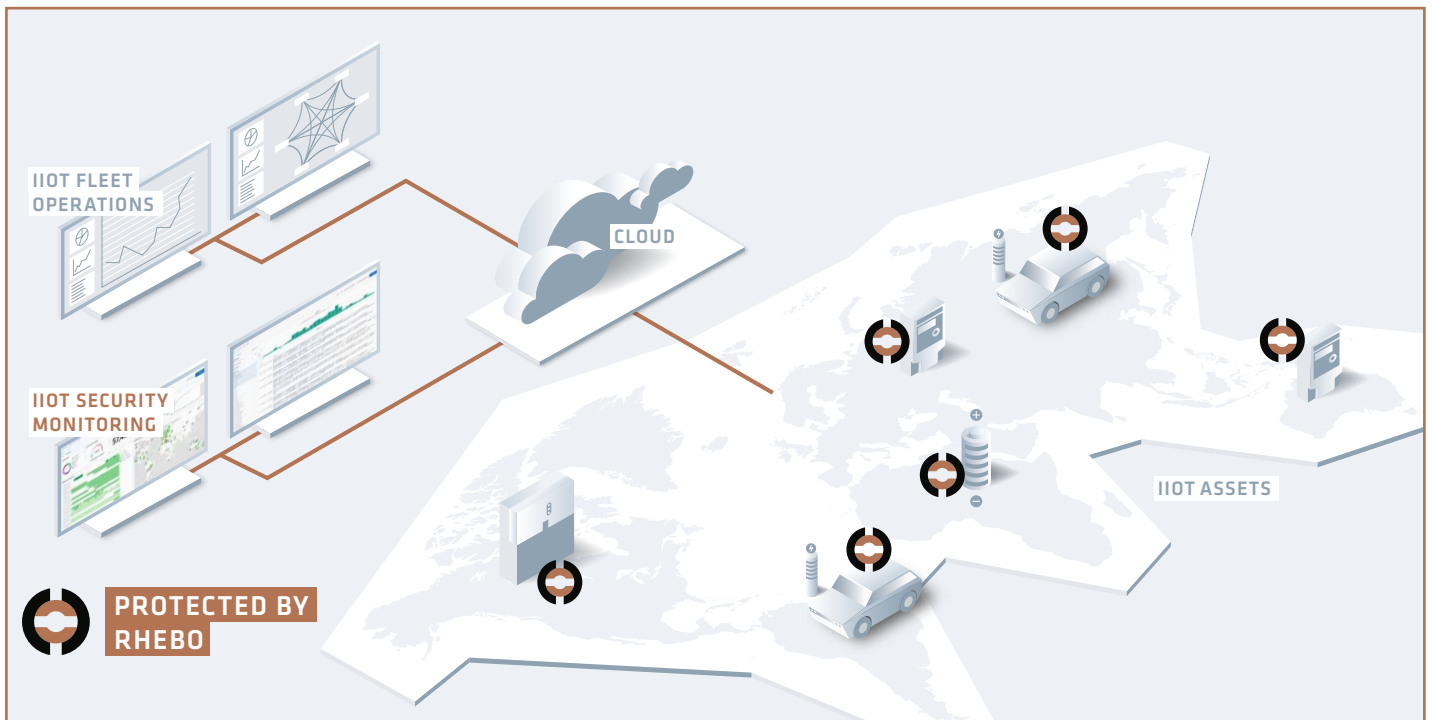 IIOT FLEET
OPERATIONS
CLOUD
IIOT SECURITY
MONITORING
IIOT ASSETS
PROTECTED BY
RHEBO